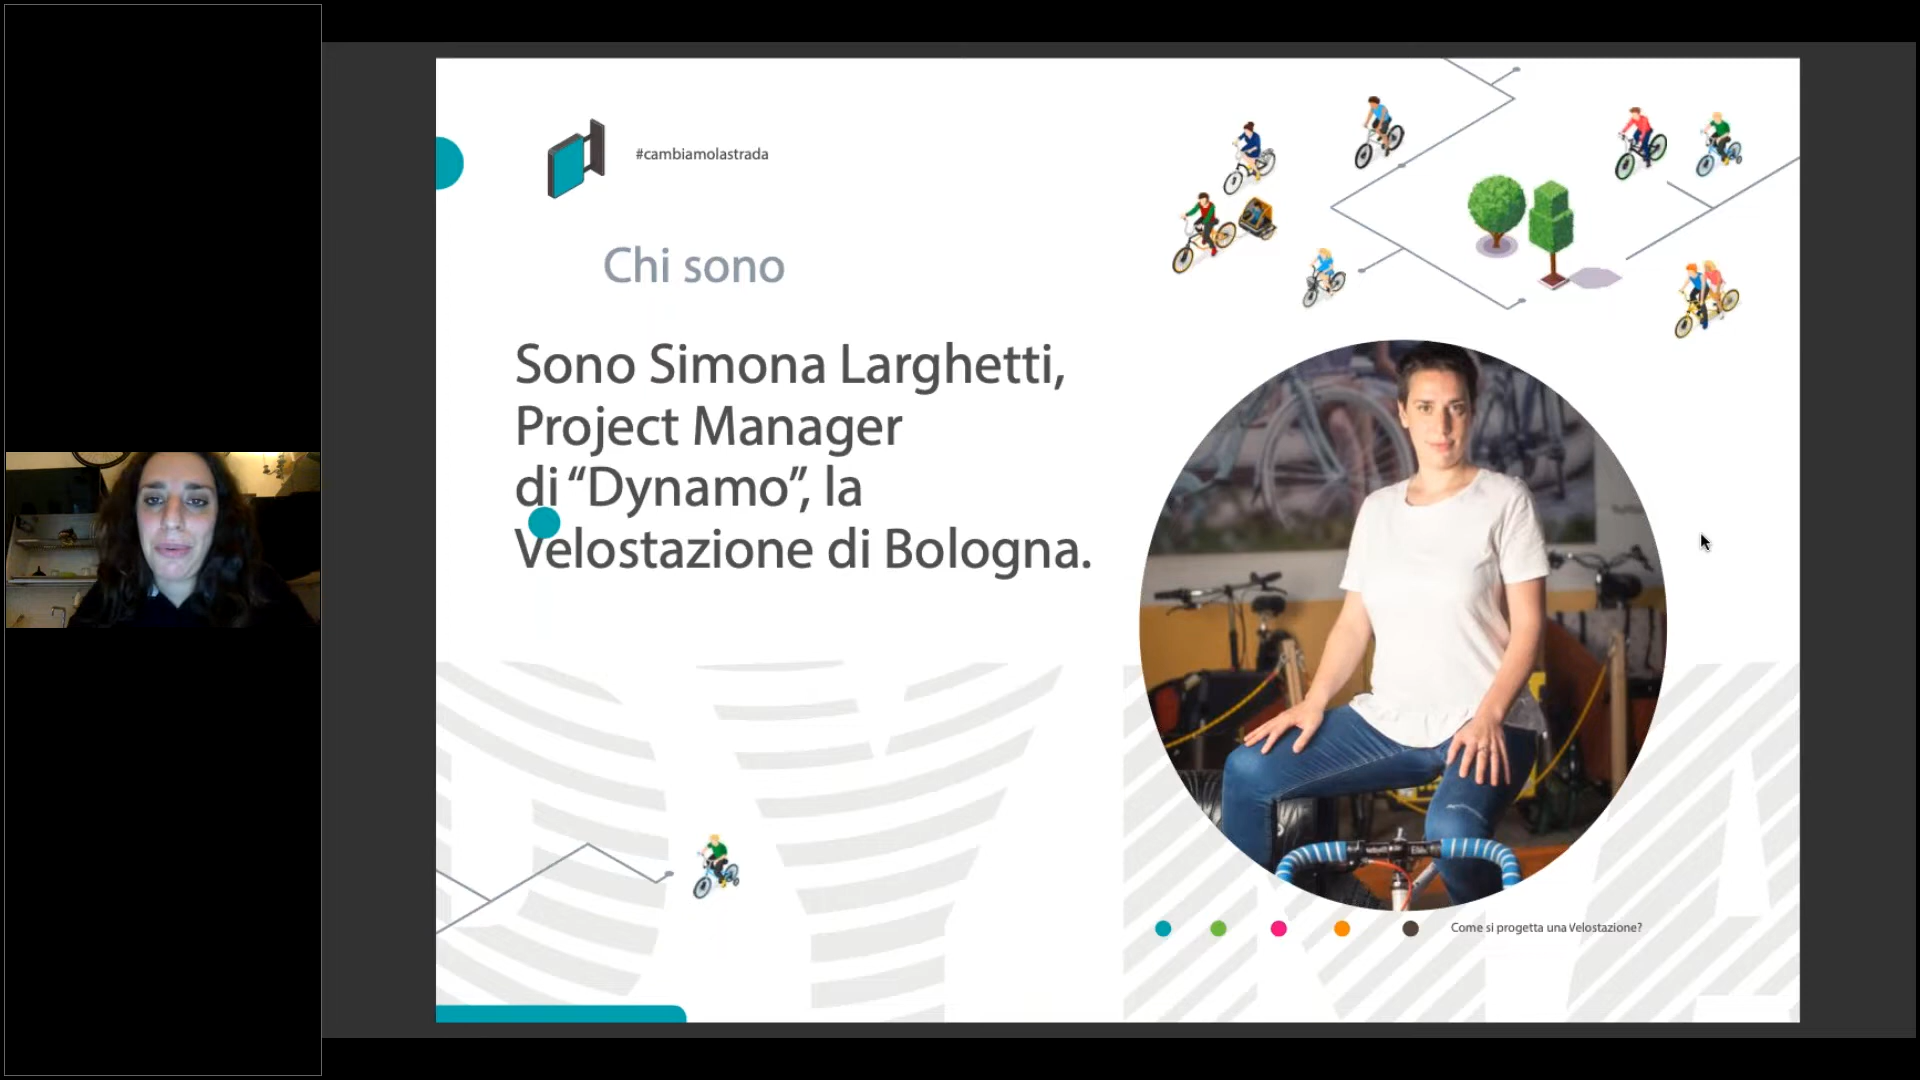 #cambiamolastrada
Chi sono
Sono Simona Larghetti,
Project Manager
di “Dynamo”, la
Velostazione di Bologna.
Come si progetta una Velostazione?